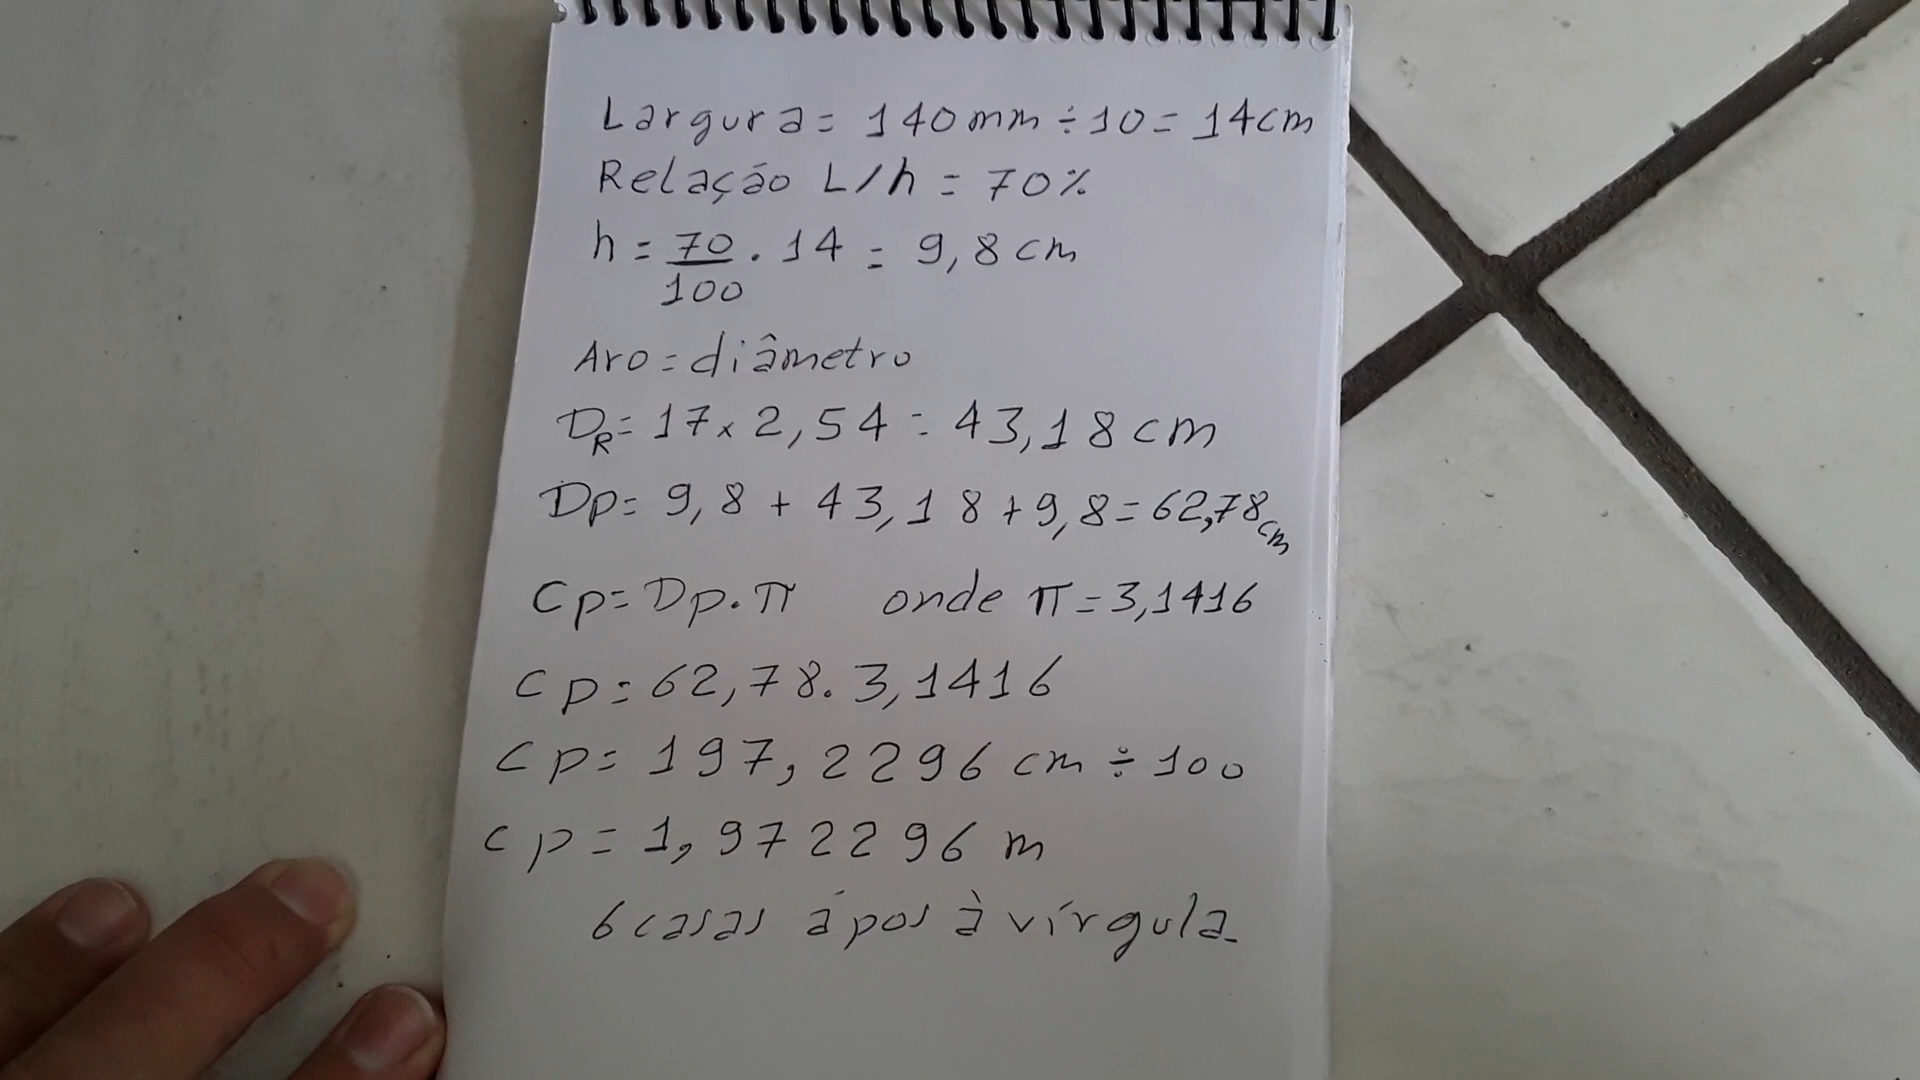 Largura = 140mm ÷ 10 = 14cm
Relação L/h = 70%
h = 70/100 . 14 = 9,8 cm
Aro = diâmetro
DR = 17 x 2,54 = 43,18 cm
Dp = 9,8 + 43,18 + 9,8 = 62,78 cm
Cp = Dp . π onde π = 3,1416
Cp = 62,78 . 3,1416
Cp = 197,2296 cm ÷ 100
Cp = 1,972296 m
6 casas ápos à vírgula.